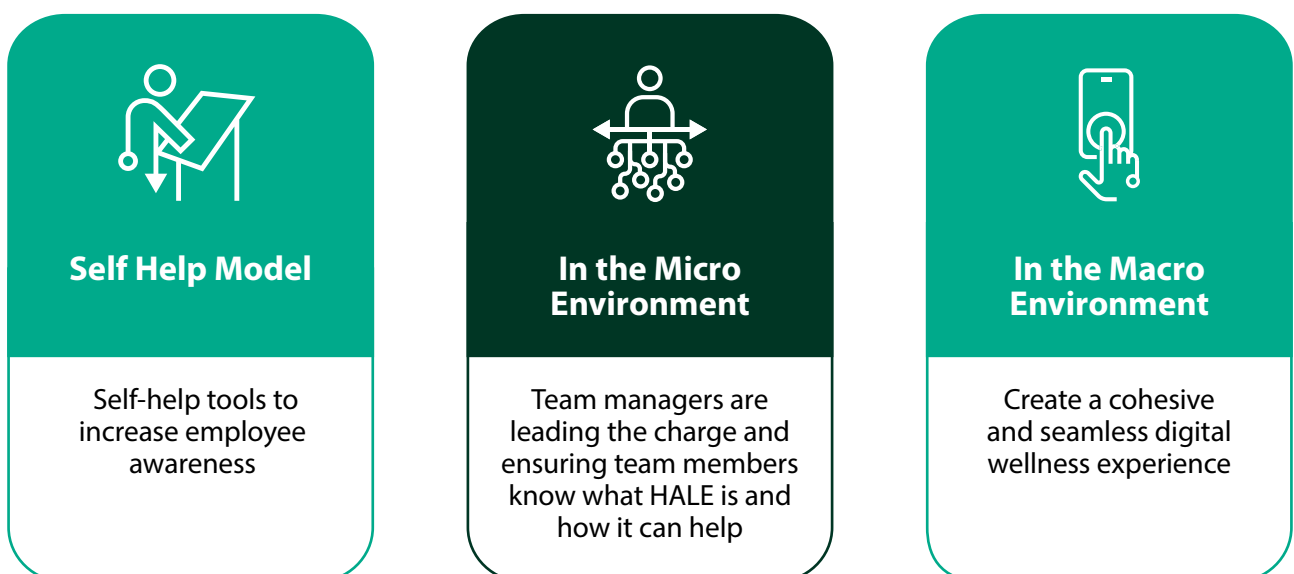 Self Help Model
Self-help tools to
increase employee
awareness
In the Micro
Environment
Team managers are
leading the charge and
ensuring team members
know what HALE is and
how it can help
In the Macro
Environment
Create a cohesive
and seamless digital
wellness experience